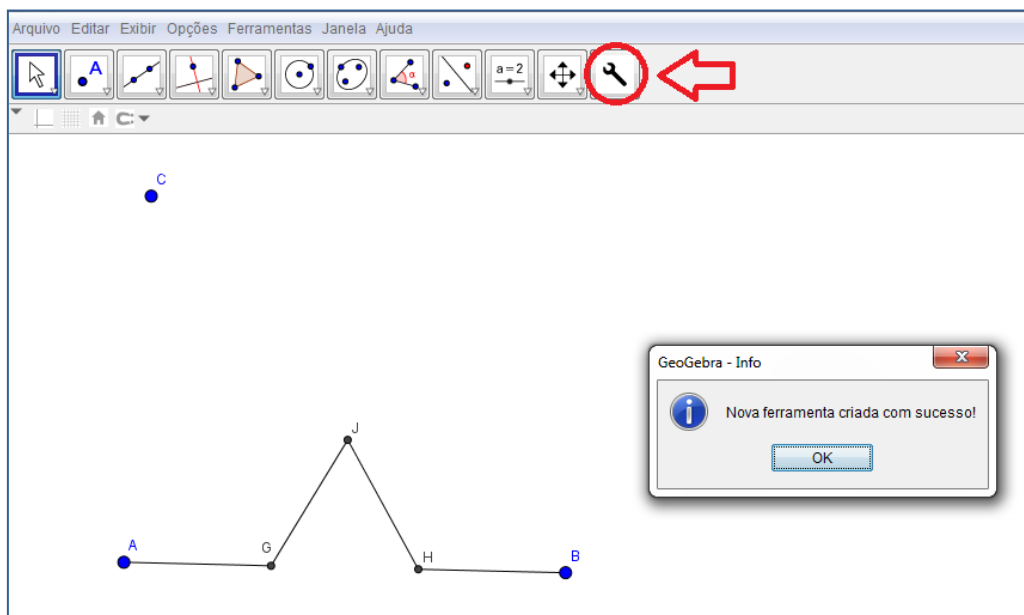 Arquivo Editar Exibir Opções Ferramentas Janela Ajuda
A
α
a=2
C
GeoGebra - Info
Nova ferramenta criada com sucesso!
OK
J
A
G
H
B